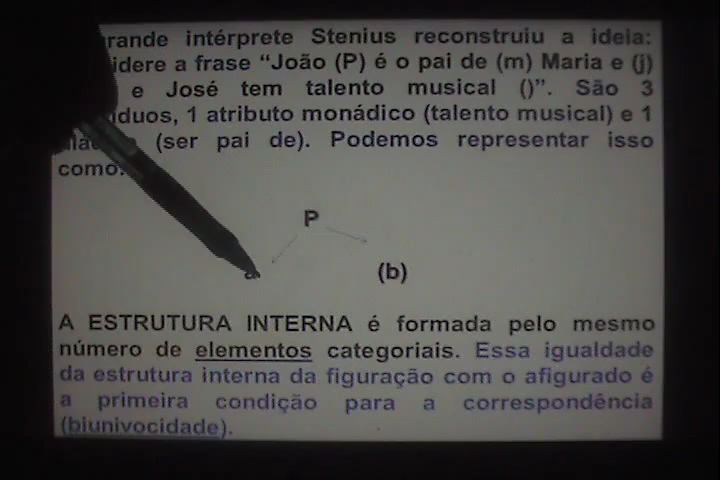 rande intérprete Stenius reconstruiu a ideia:
idere a frase “João (P) é o pai de (m) Maria e (j)
e José tem talento musical ()”. São 3
íduos, 1 atributo monádico (talento musical) e 1
(ser pai de). Podemos representar isso
como:
P
(b)
A ESTRUTURA INTERNA é formada pelo mesmo
número de elementos categoriais. Essa igualdade
da estrutura interna da figuração com o afigurado é
a primeira condição para a correspondência
(biunivocidade).